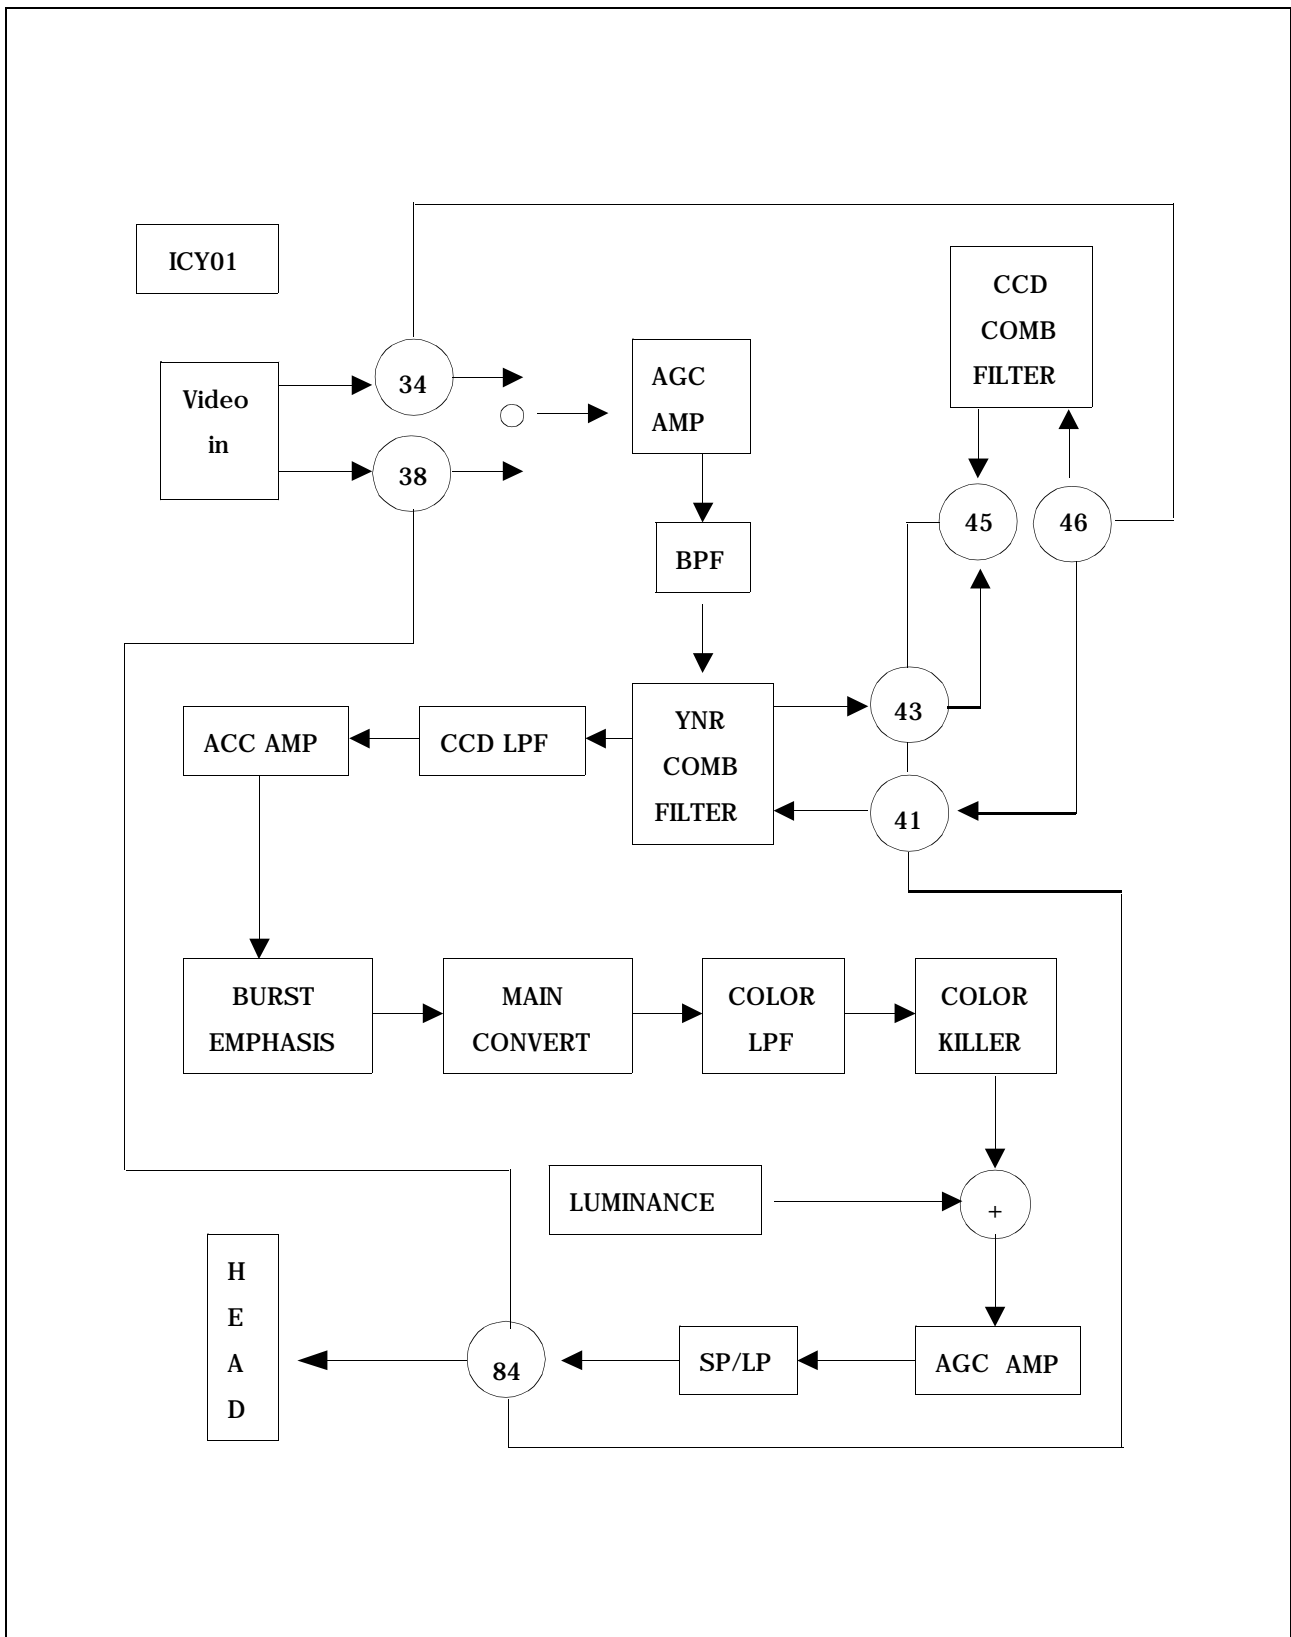 ICY01
CCD
COMB
FILTER
Video
in
34
38
AGC
AMP
45
46
BPF
43
YNR
COMB
FILTER
ACC AMP
CCD LPF
41
BURST
EMPHASIS
MAIN
CONVERT
COLOR
LPF
COLOR
KILLER
LUMINANCE
+
H
E
A
D
84
SP/LP
AGC AMP